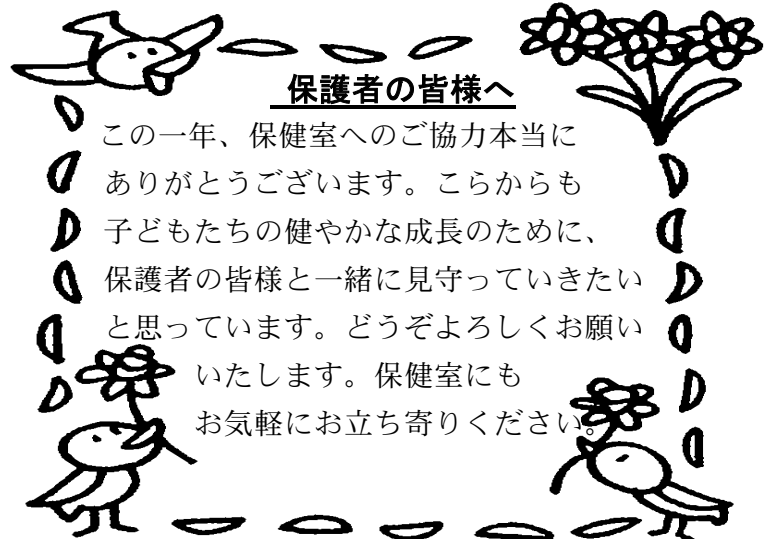 保護者の皆様へ
この一年、保健室へのご協力本当に
ありがとうございます。こらからも
子どもたちの健やかな成長のために、
保護者の皆様と一緒に見守っていきたい
と思っています。どうぞよろしくお願い
いたします。保健室にも
お気軽にお立ち寄りください。